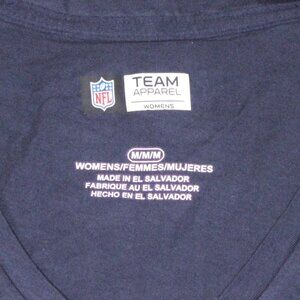 NFL
TEAM
APPAREL
WOMENS
M/M/M
WOMENS/FEMMES/MUJERES
MADE IN EL SALVADOR
FABRIQUE AU EL SALVADOR
HECHO EN EL SALVADOR